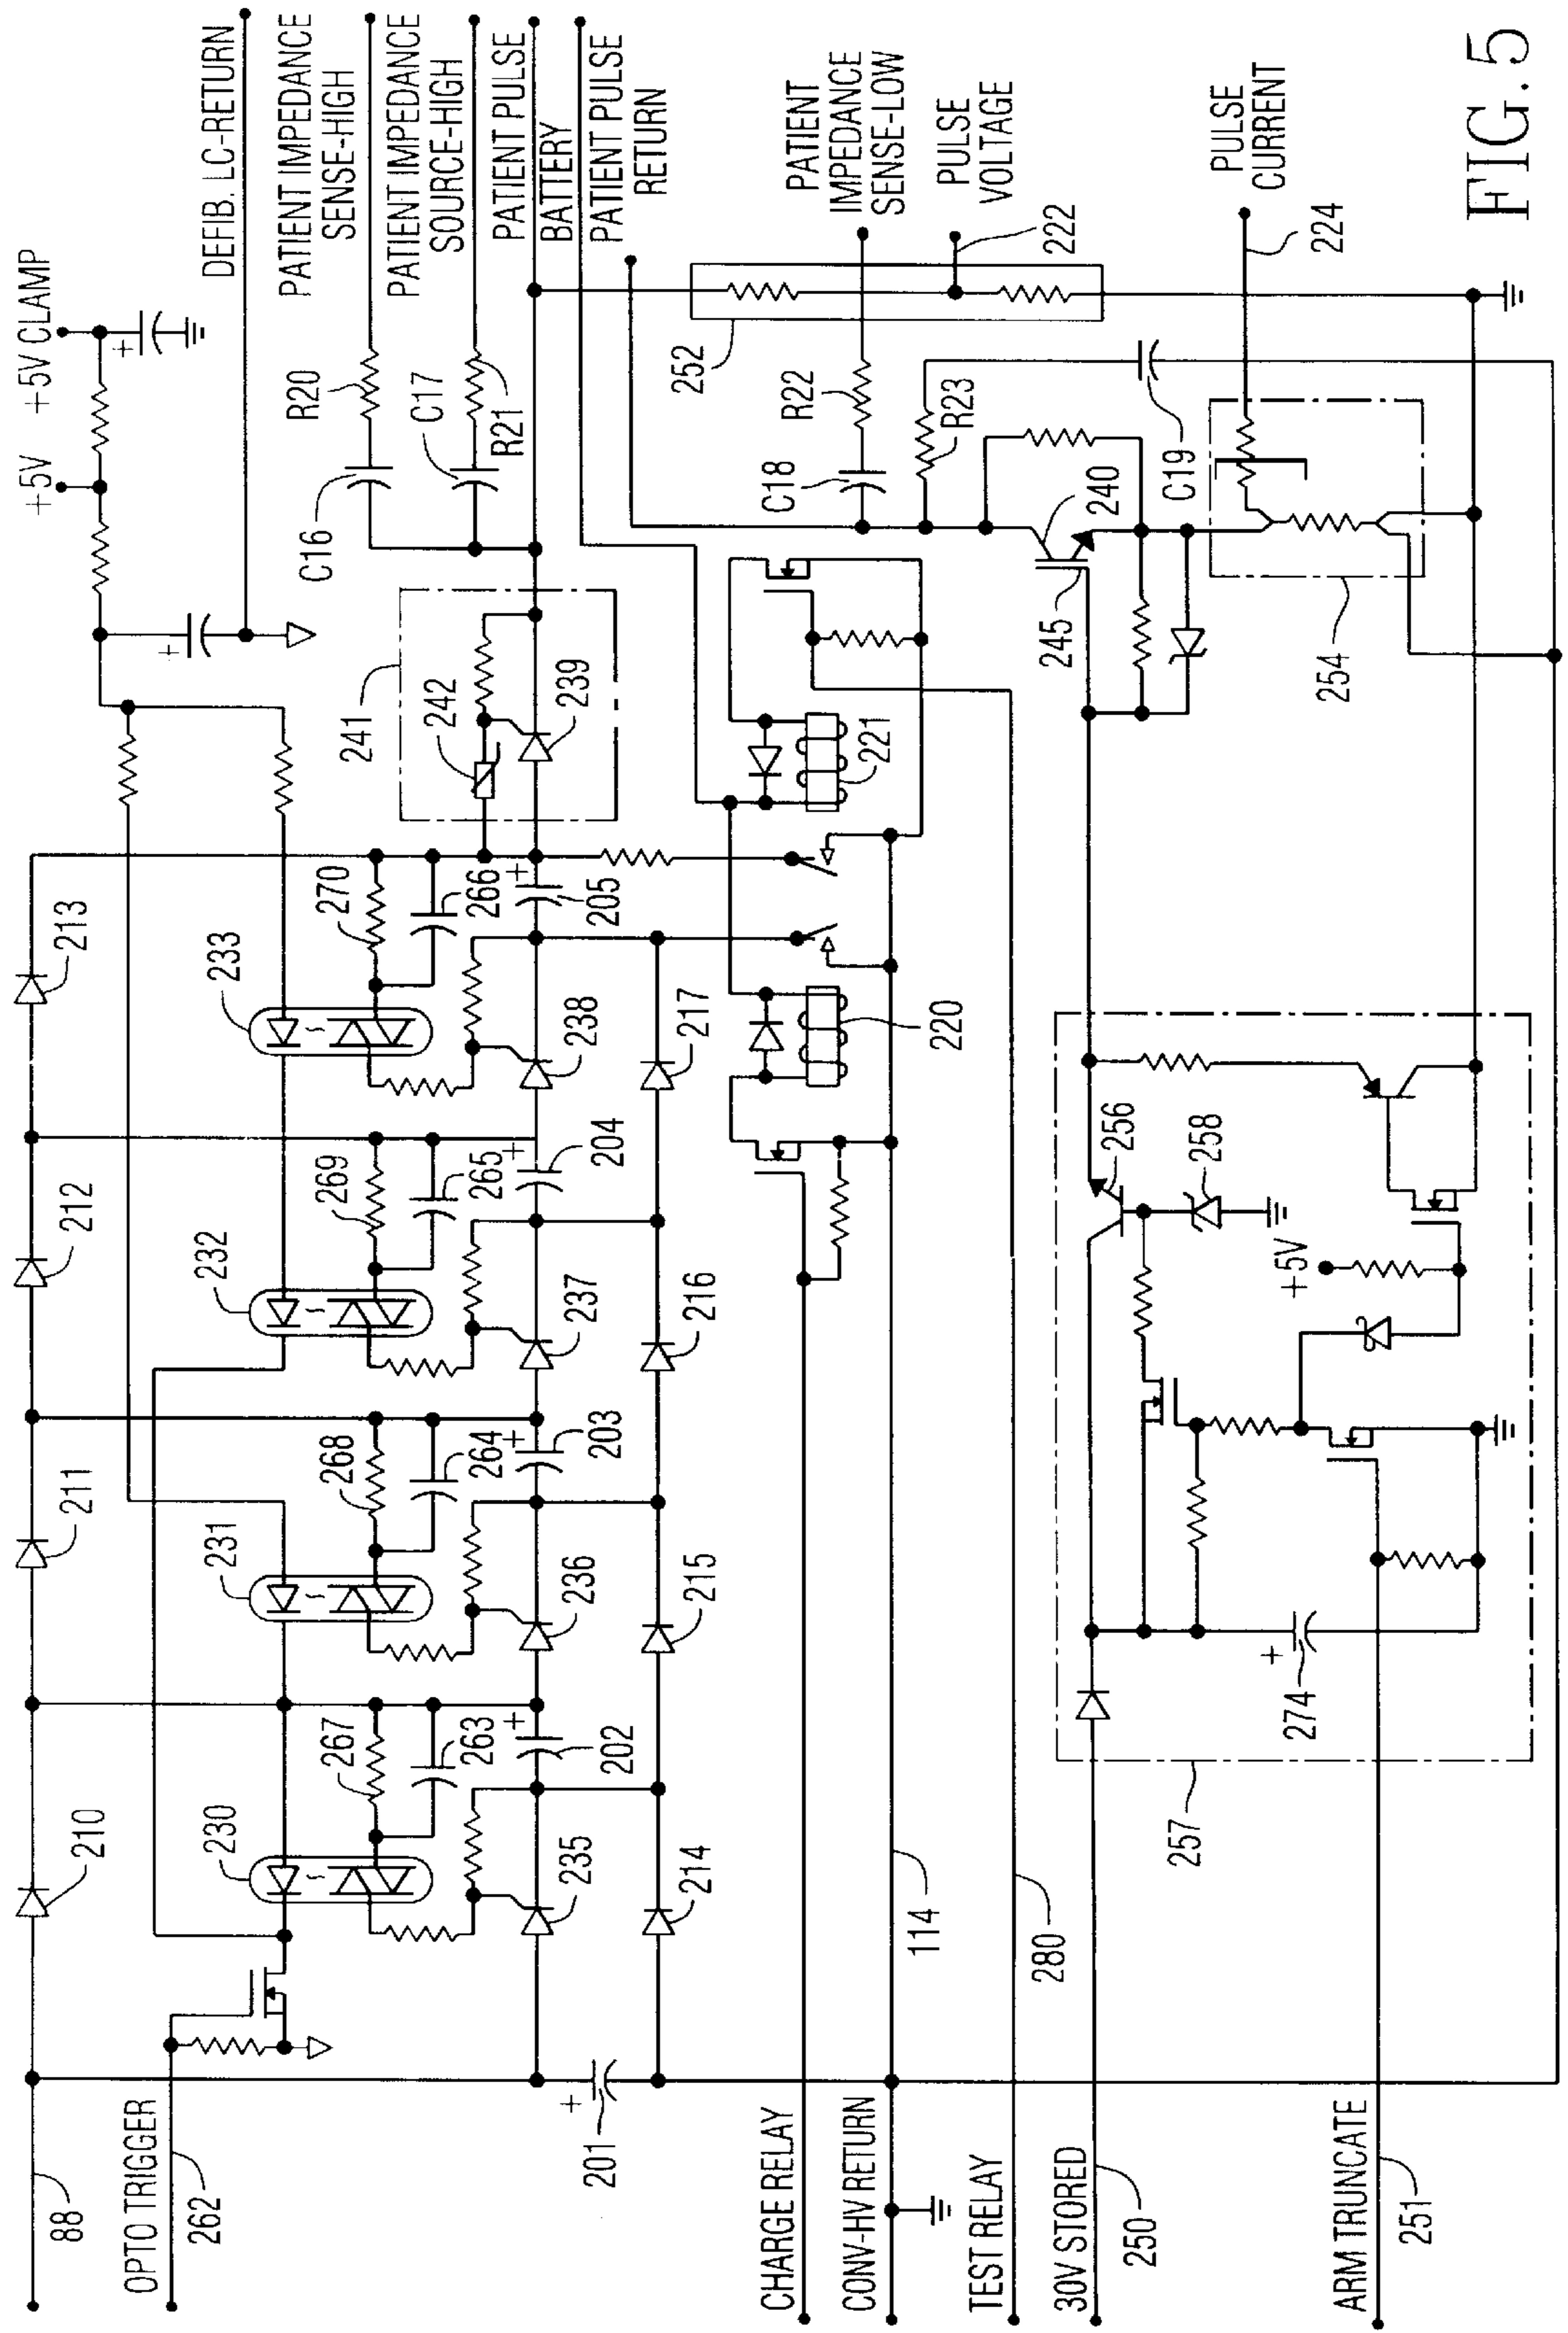 +5V CLAMP
+5V
DEFIB. LC-RETURN
PATIENT IMPEDANCE
SENSE-HIGH
PATIENT IMPEDANCE
SOURCE-HIGH
PATIENT PULSE
BATTERY
PATIENT PULSE
RETURN
PATIENT
IMPEDANCE
SENSE-LOW
PULSE
VOLTAGE
222
PULSE
CURRENT
224
R20
C16
C17
R21
+
+
241
242
239
252
C18
R22
R23
C19
240
245
254
213
233
270
266
+
205
238
217
221
220
212
232
269
265
+
204
237
216
211
231
268
264
+
203
236
215
210
230
267
263
+
202
235
214
114
280
256
258
+5V
257
+
274
88
OPTO TRIGGER
262
+
201
CHARGE RELAY
CONV-HV RETURN
TEST RELAY
30V STORED
250
ARM TRUNCATE
251
FIG. 5